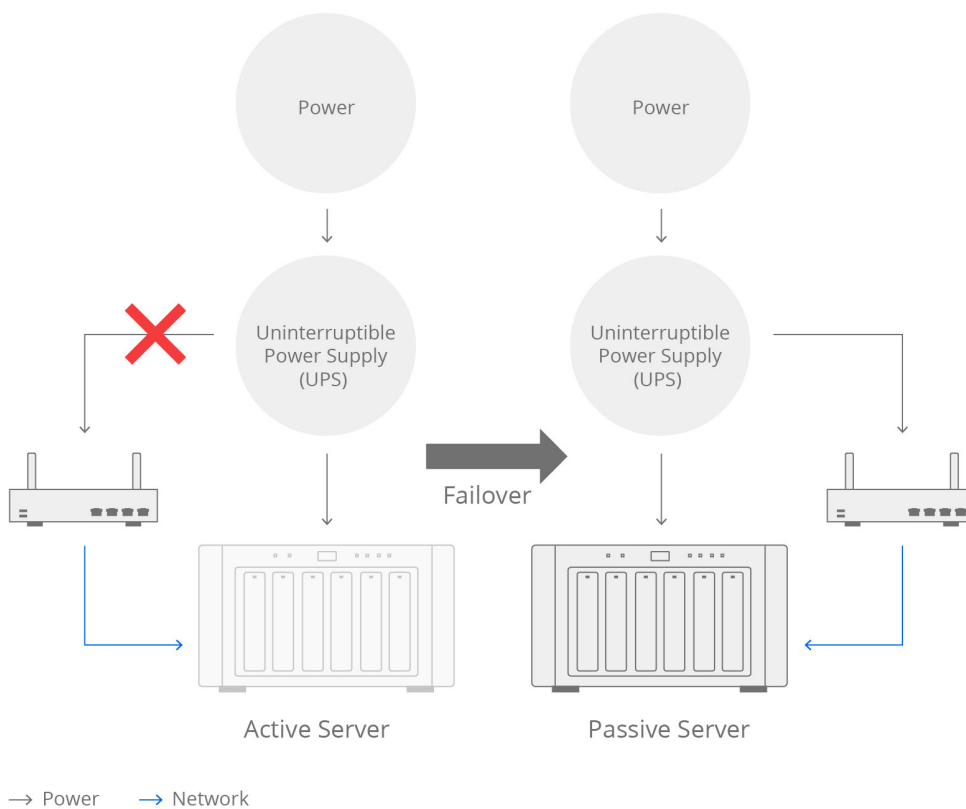 Power
Power
Uninterruptible
Power Supply
(UPS)
Uninterruptible
Power Supply
(UPS)
Failover
Active Server
Passive Server
Power
Network